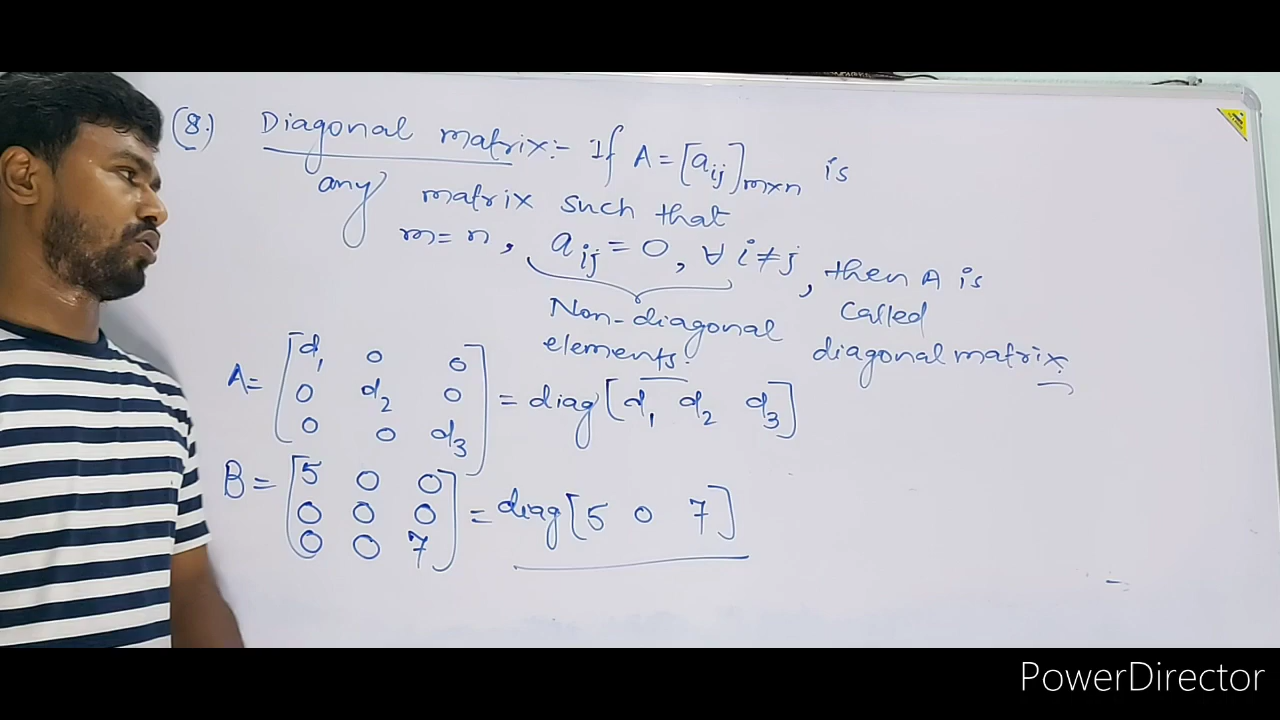 (8.) Diagonal matrix:- If A = [aij]m×n is
any matrix such that
m = n, aij = 0, ∀ i ≠ j, then A is
called
diagonal matrix.
Non-diagonal
elements.
A = [d1 0 0
0 d2 0
0 0 d3] = diag[d1 d2 d3]
B = [5 0 0
0 0 0
0 0 7] = diag[5 0 7]
PowerDirector